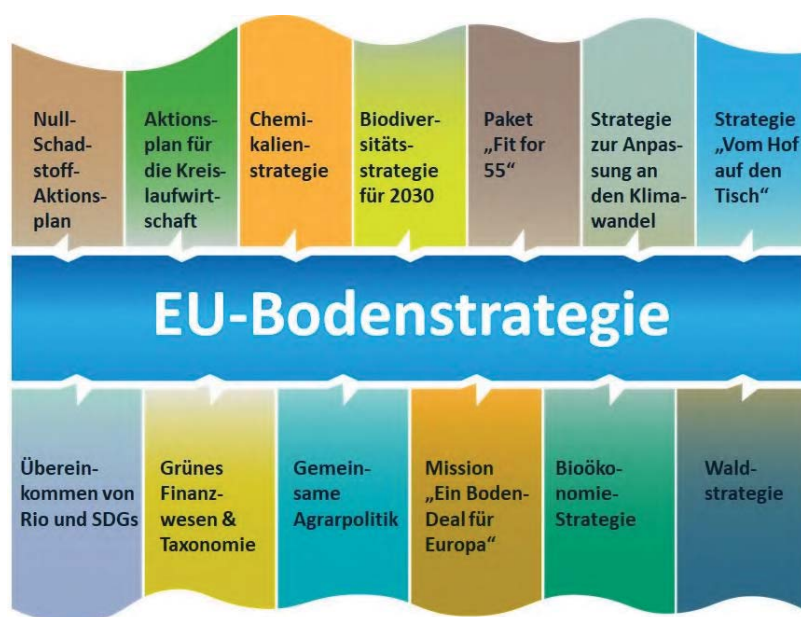 Null-
Schad-
stoff-
Aktions-
plan
Aktions-
plan für
die Kreis-
laufwirt-
schaft
Chemi-
kalien-
strategie
Biodiver-
sitäts-
strategie
für 2030
Paket
„Fit for
55“
Strategie
zur Anpas-
sung an
den Klima-
wandel
Strategie
„Vom Hof
auf den
Tisch“
EU-Bodenstrategie
Überein-
kommen von
Rio und SDGs
Grünes
Finanz-
wesen &
Taxonomie
Gemein-
same
Agrarpolitik
Mission
„Ein Boden-
Deal für
Europa“
Bioöko-
nomie-
Strategie
Wald-
strategie